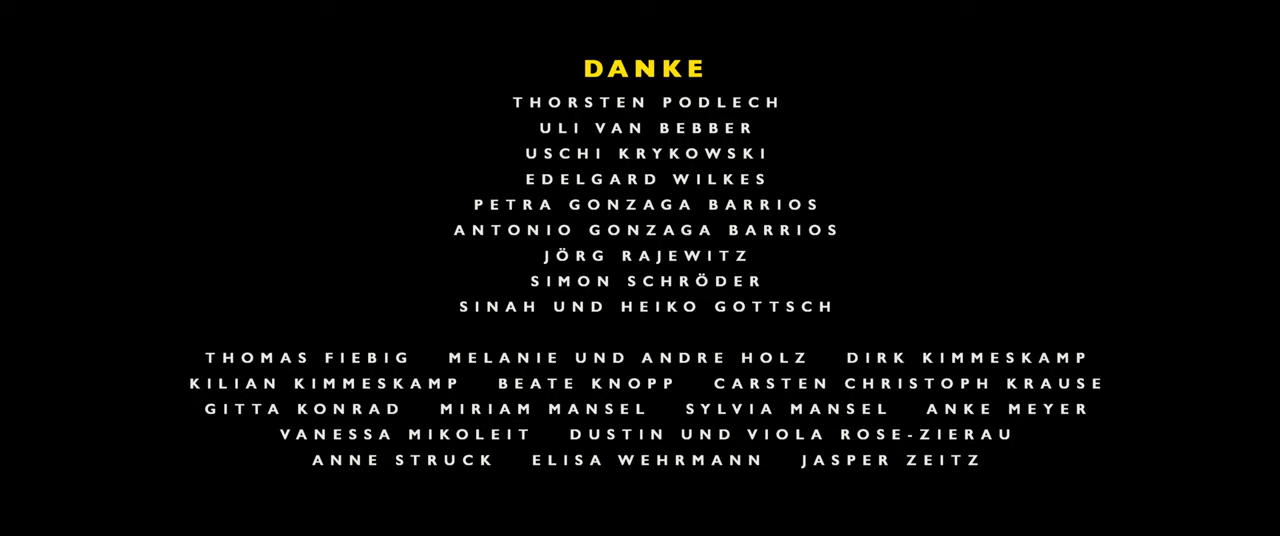 DANKE
THORSTEN PODLECH
ULI VAN BEBBER
USCHI KRYKOWSKI
EDELGARD WILKES
PETRA GONZAGA BARRIOS
ANTONIO GONZAGA BARRIOS
JÖRG RAJEWITZ
SIMON SCHRÖDER
SINAH UND HEIKO GOTTSCH
THOMAS FIEBIG MELANIE UND ANDRE HOLZ DIRK KIMMESKAMP
KILIAN KIMMESKAMP BEATE KNOPP CARSTEN CHRISTOPH KRAUSE
GITTA KONRAD MIRIAM MANSEL SYLVIA MANSEL ANKE MEYER
VANESSA MIKOLEIT DUSTIN UND VIOLA ROSE-ZIERAU
ANNE STRUCK ELISA WEHRMANN JASPER ZEITZ